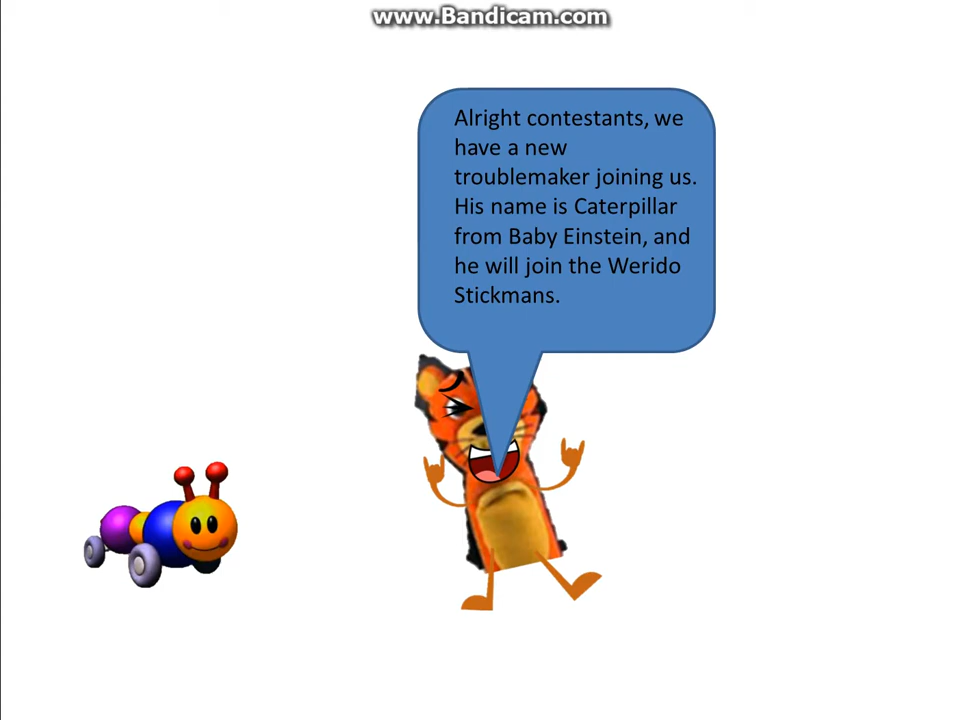 www.Bandicam.com
Alright contestants, we
have a new
troublemaker joining us.
His name is Caterpillar
from Baby Einstein, and
he will join the Werido
Stickmans.